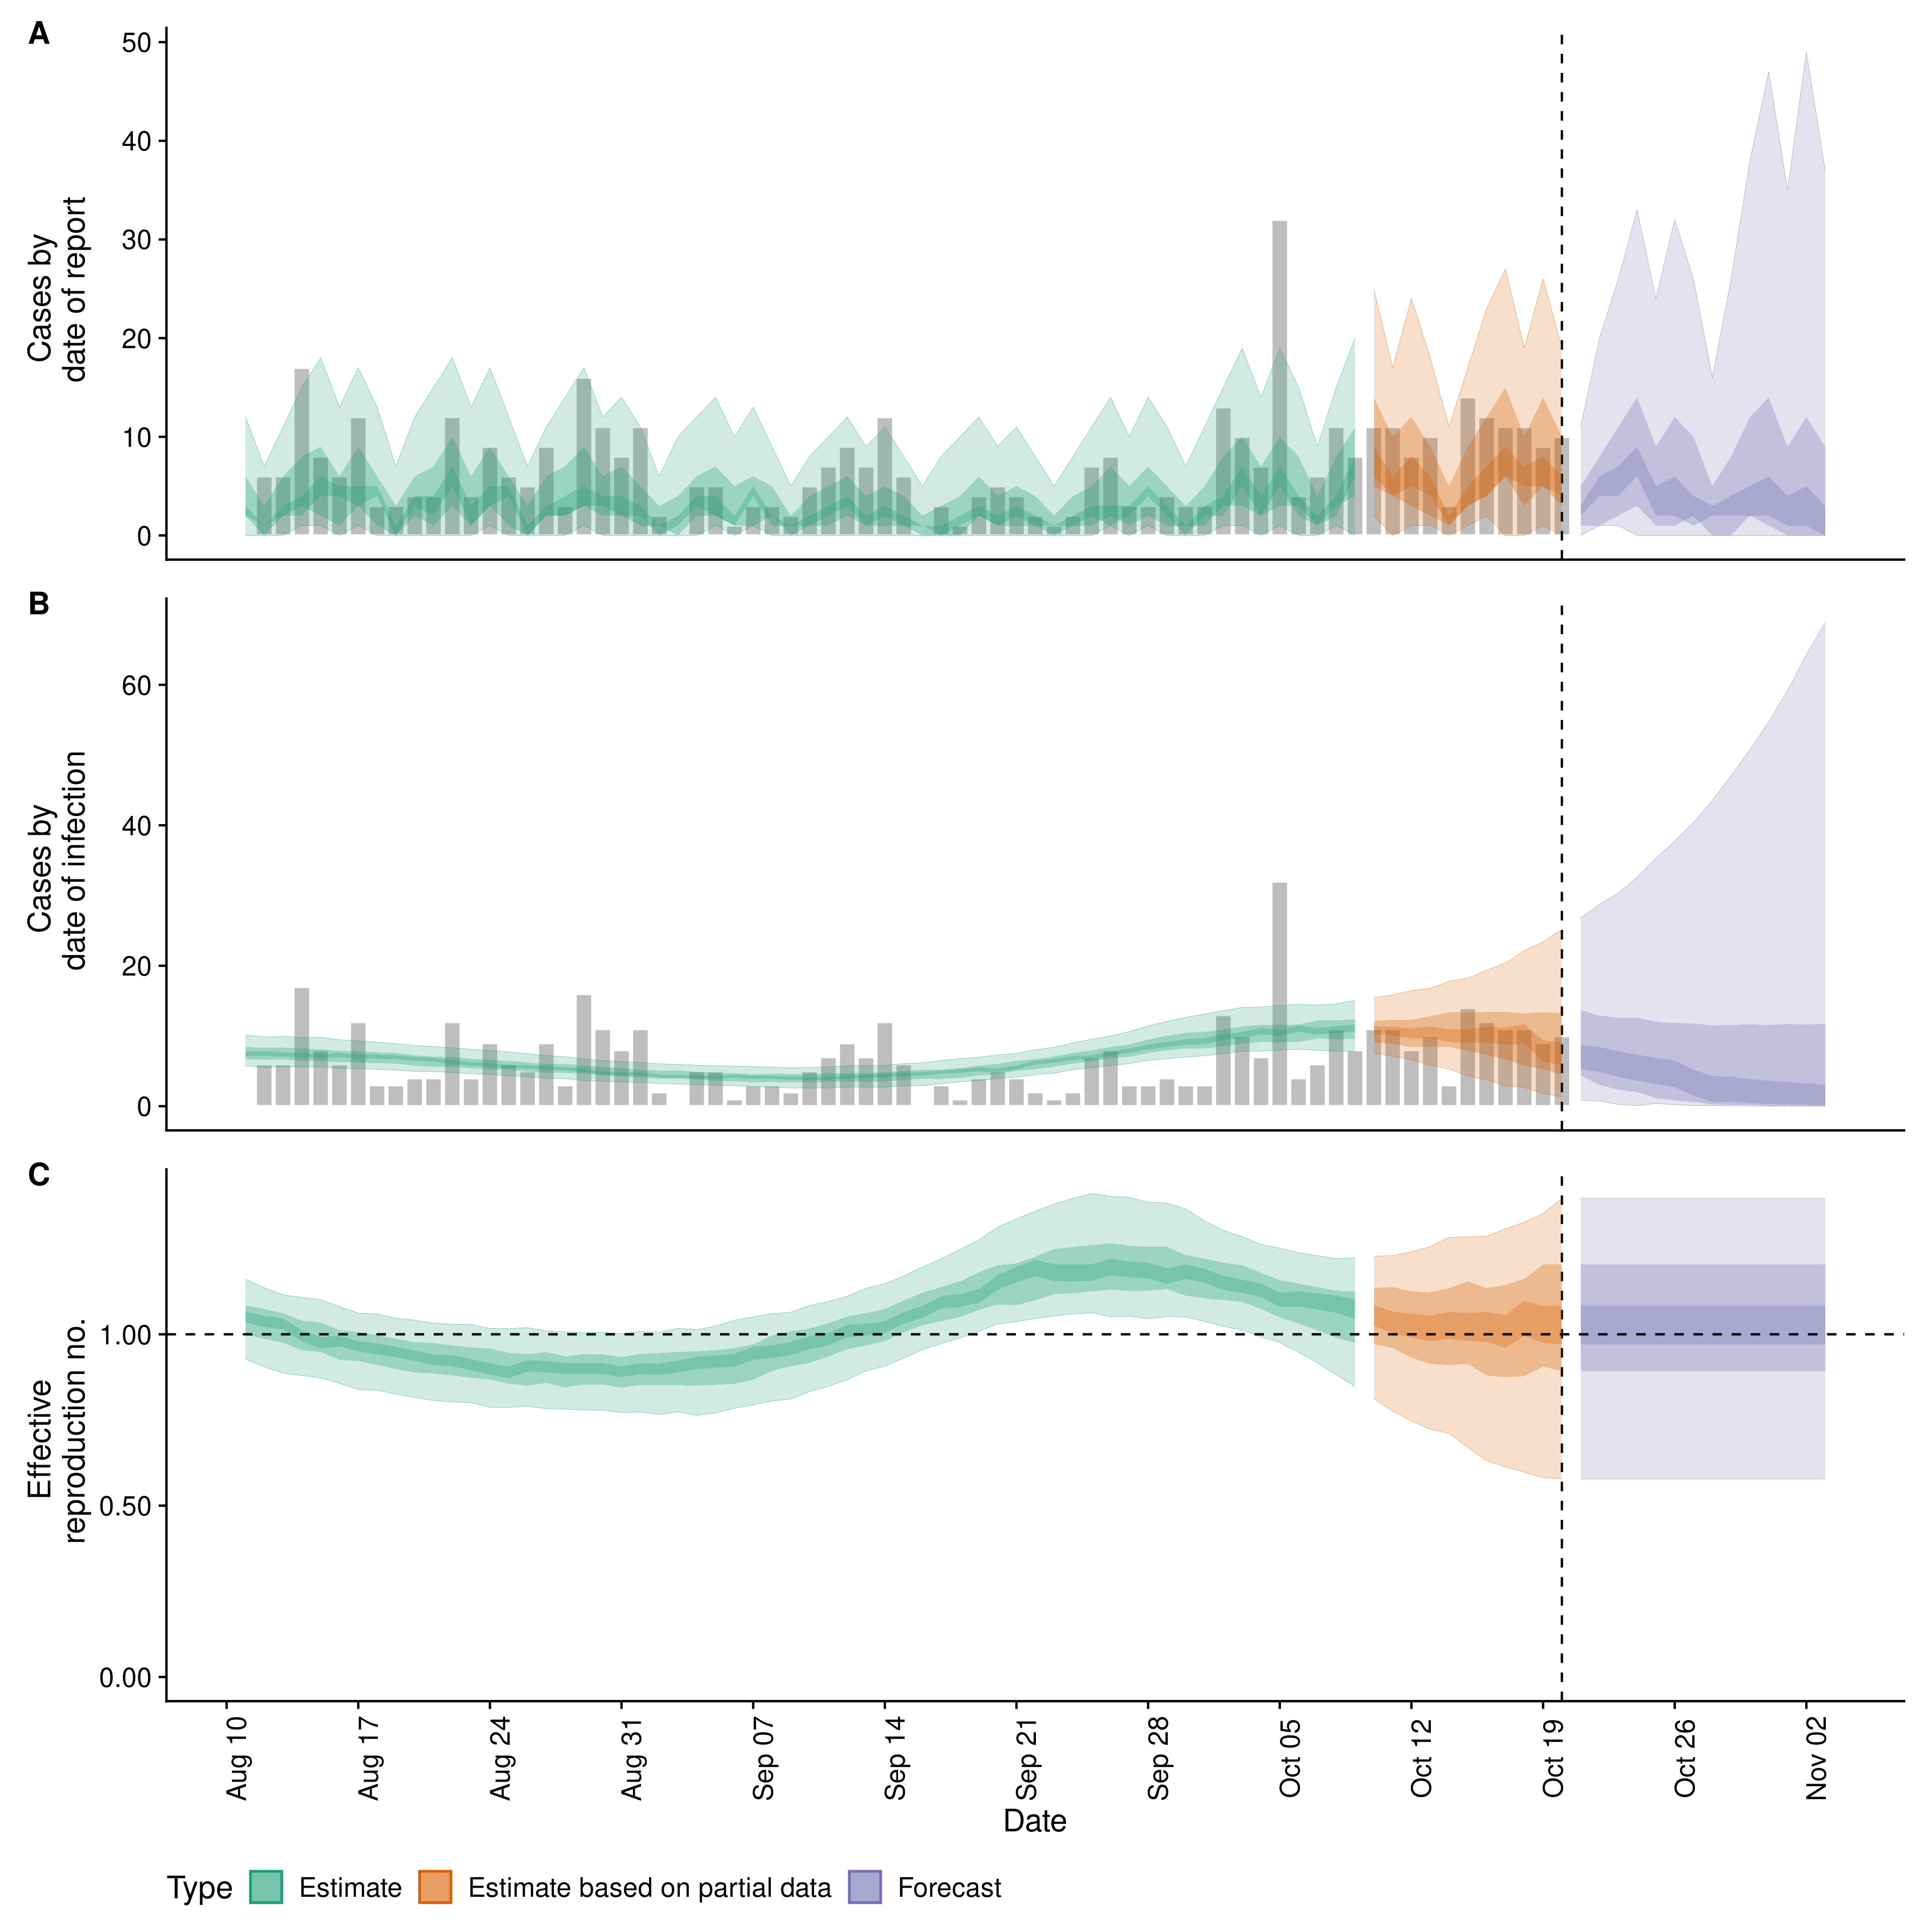 A
50
40
30
20
10
0
Cases by
date of report
B
60
40
20
0
Cases by
date of infection
C
1.00
0.50
0.00
Effective
reproduction no.
Aug 10
Aug 17
Aug 24
Aug 31
Sep 07
Sep 14
Sep 21
Sep 28
Oct 05
Oct 12
Oct 19
Oct 26
Nov 02
Date
Type Estimate Estimate based on partial data Forecast